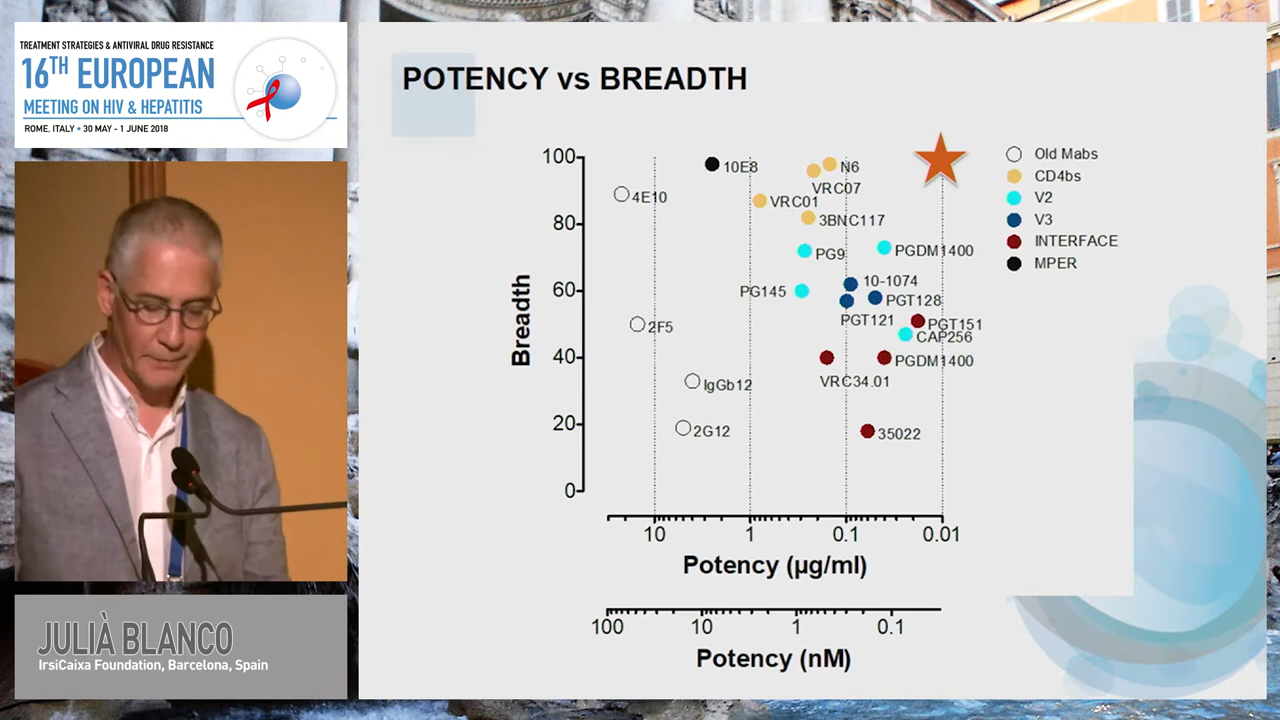 TREATMENT STRATEGIES & ANTIVIRAL DRUG RESISTANCE
16TH EUROPEAN
MEETING ON HIV & HEPATITIS
ROME, ITALY • 30 MAY - 1 JUNE 2018
JULIÀ BLANCO
IrsiCaixa Foundation, Barcelona, Spain
POTENCY vs BREADTH
Breadth
100
80
60
40
20
0
10E8
N6
VRC07
4E10
VRC01
3BNC117
PG9
PGDM1400
10-1074
PG145
PGT128
PGT121
PGT151
2F5
CAP256
PGDM1400
VRC34.01
IgGb12
2G12
35022
Old Mabs
CD4bs
V2
V3
INTERFACE
MPER
10 1 0.1 0.01
Potency (µg/ml)
100 10 1 0.1
Potency (nM)